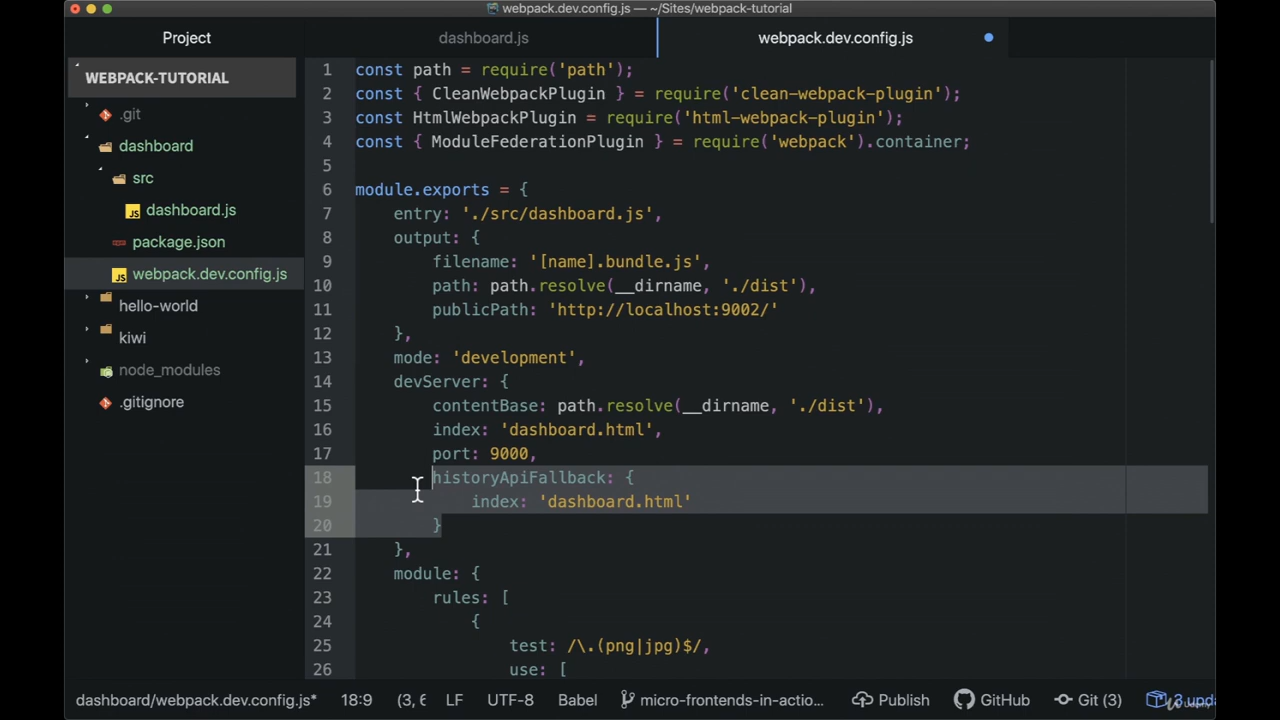 webpack.dev.config.js — ~/Sites/webpack-tutorial
Project
dashboard.js
webpack.dev.config.js
WEBPACK-TUTORIAL
.git
dashboard
src
dashboard.js
package.json
webpack.dev.config.js
hello-world
kiwi
node_modules
.gitignore
1 const path = require('path');
2 const { CleanWebpackPlugin } = require('clean-webpack-plugin');
3 const HtmlWebpackPlugin = require('html-webpack-plugin');
4 const { ModuleFederationPlugin } = require('webpack').container;
5
6 module.exports = {
7 entry: './src/dashboard.js',
8 output: {
9 filename: '[name].bundle.js',
10 path: path.resolve(__dirname, './dist'),
11 publicPath: 'http://localhost:9002/'
12 },
13 mode: 'development',
14 devServer: {
15 contentBase: path.resolve(__dirname, './dist'),
16 index: 'dashboard.html',
17 port: 9000,
18 historyApiFallback: {
19 index: 'dashboard.html'
20 }
21 },
22 module: {
23 rules: [
24 {
25 test: /\.(png|jpg)$/,
26 use: [
dashboard/webpack.dev.config.js* 18:9 (3, 6 LF UTF-8 Babel micro-frontends-in-actio... Publish GitHub Git (3)